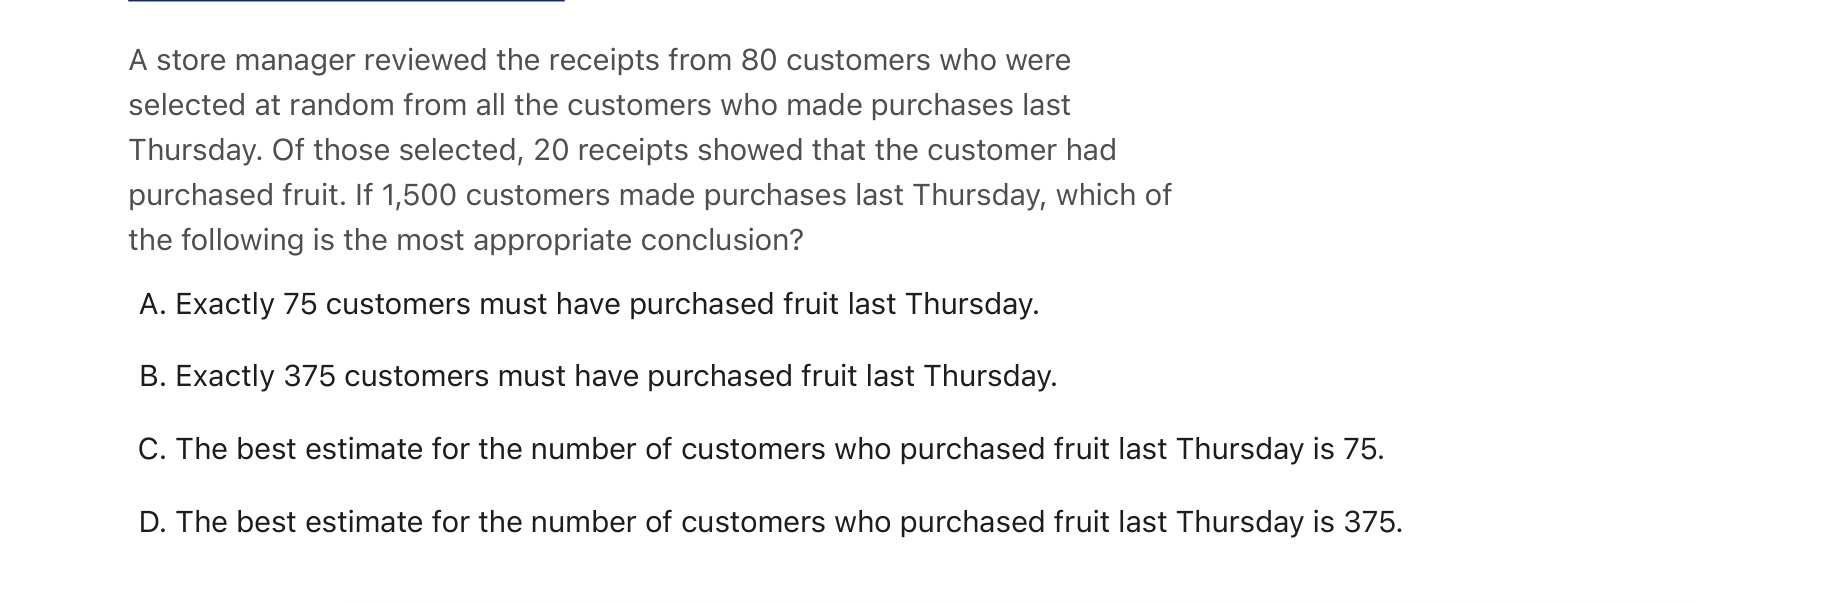 A store manager reviewed the receipts from 80 customers who were
selected at random from all the customers who made purchases last
Thursday. Of those selected, 20 receipts showed that the customer had
purchased fruit. If 1,500 customers made purchases last Thursday, which of
the following is the most appropriate conclusion?
A. Exactly 75 customers must have purchased fruit last Thursday.
B. Exactly 375 customers must have purchased fruit last Thursday.
C. The best estimate for the number of customers who purchased fruit last Thursday is 75.
D. The best estimate for the number of customers who purchased fruit last Thursday is 375.